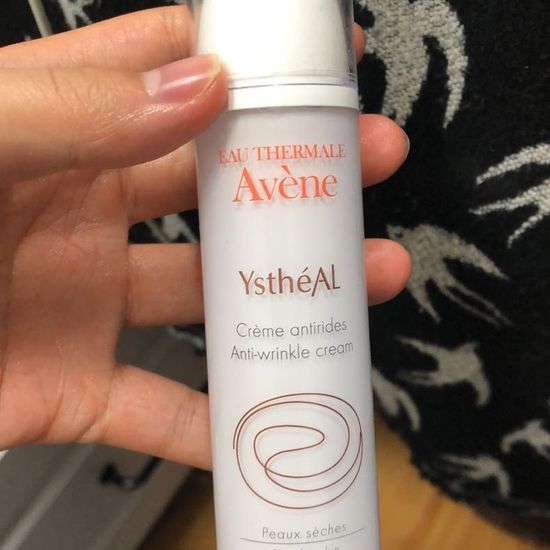 EAU THERMALE
Avène
YsthéAL
Crème antirides
Anti-wrinkle cream
Peaux sèches